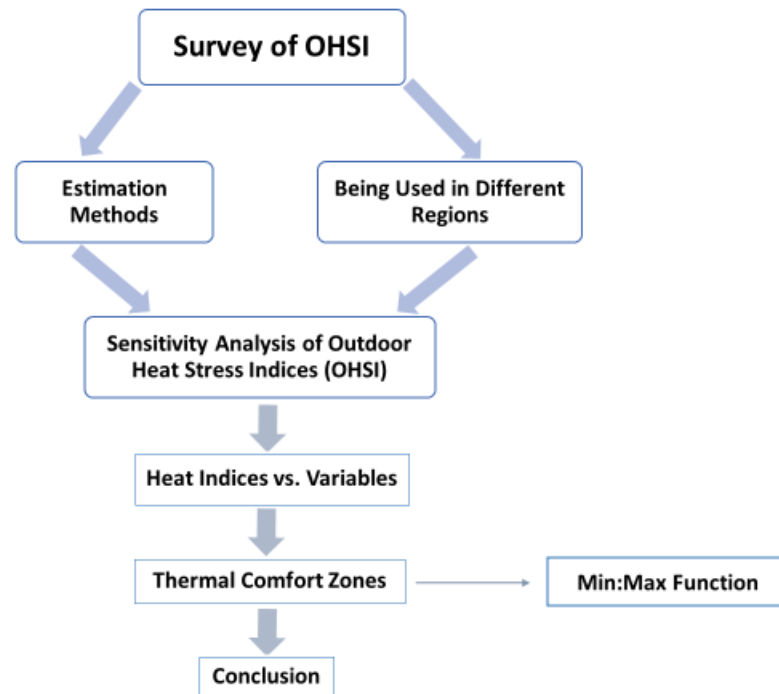 Survey of OHSI
Estimation
Methods
Being Used in Different
Regions
Sensitivity Analysis of Outdoor
Heat Stress Indices (OHSI)
Heat Indices vs. Variables
Thermal Comfort Zones
Min:Max Function
Conclusion